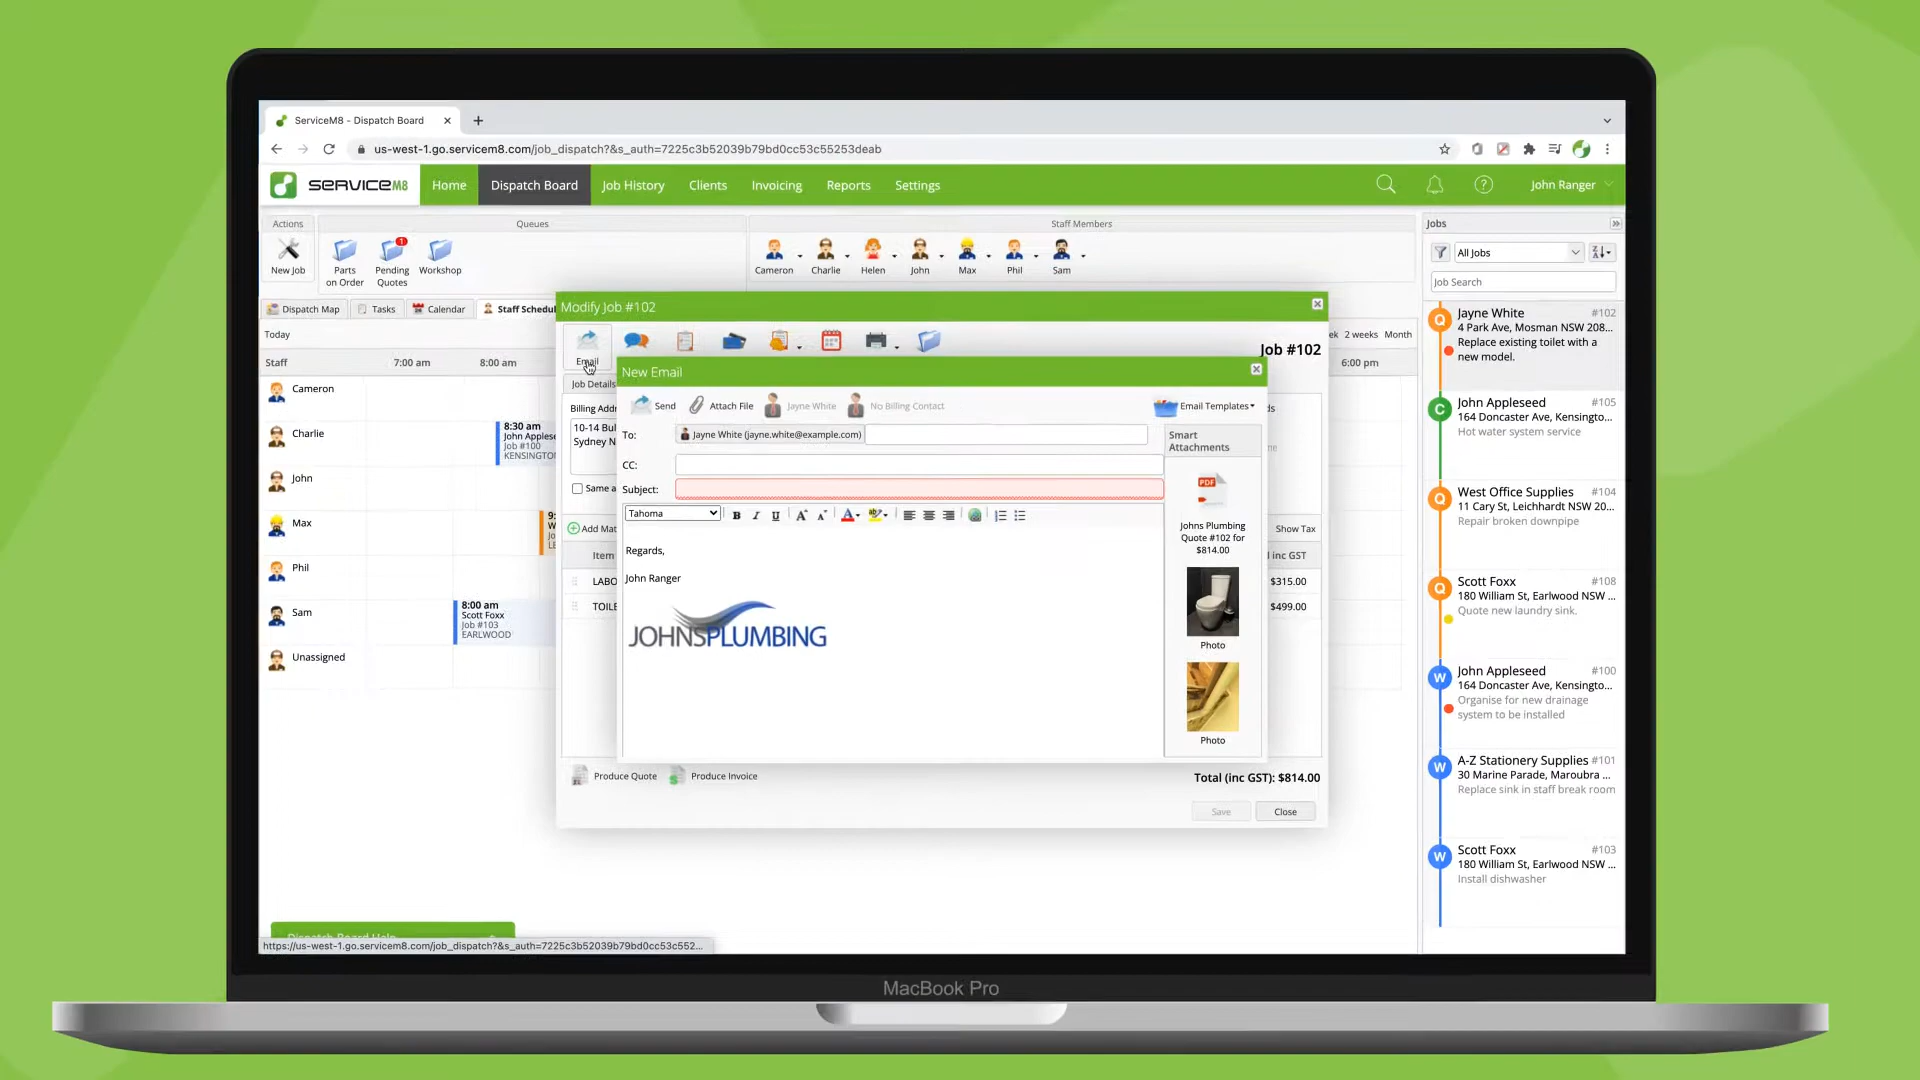 ServiceM8 - Dispatch Board
us-west-1.go.servicem8.com/job_dispatch?&s_auth=7225c3b52039b79bd0cc53c55253deab
SERVICEM8
Home
Dispatch Board
Job History
Clients
Invoicing
Reports
Settings
John Ranger
Actions
Queues
Staff Members
New Job
Parts
on Order
1
Pending
Quotes
Workshop
Cameron
Charlie
Helen
John
Max
Phil
Sam
Dispatch Map
Tasks
Calendar
Staff Schedul
Today
2 weeks
Month
Staff
7:00 am
8:00 am
6:00 pm
Cameron
Charlie
John
Max
Phil
Sam
Unassigned
8:30 am
John Applese
Job #100
KENSINGTO
9:
8:00 am
Scott Foxx
Job #103
EARLWOOD
Modify Job #102
Email
Job #102
Job Details
Billing Addr
10-14 Bul
Sydney N
Same a
Add Mat
Show Tax
Item
inc GST
LABO
$315.00
TOILE
$499.00
Produce Quote
Produce Invoice
Total (inc GST): $814.00
Save
Close
New Email
Send
Attach File
Jayne White
No Billing Contact
Email Templates
To:
Jayne White (jayne.white@example.com)
CC:
Subject:
Tahoma
B I U A A A ab
Regards,
John Ranger
JOHNSPLUMBING
Smart
Attachments
PDF
Johns Plumbing
Quote #102 for
$814.00
Photo
Photo
Jobs
All Jobs
Job Search
Q
Jayne White #102
4 Park Ave, Mosman NSW 208...
Replace existing toilet with a
new model.
C
John Appleseed #105
164 Doncaster Ave, Kensingto...
Hot water system service
Q
West Office Supplies #104
11 Cary St, Leichhardt NSW 20...
Repair broken downpipe
Q
Scott Foxx #108
180 William St, Earlwood NSW ...
Quote new laundry sink.
W
John Appleseed #100
164 Doncaster Ave, Kensingto...
Organise for new drainage
system to be installed
W
A-Z Stationery Supplies #101
30 Marine Parade, Maroubra ...
Replace sink in staff break room
W
Scott Foxx #103
180 William St, Earlwood NSW ...
Install dishwasher
Dispatch Board Help
https://us-west-1.go.servicem8.com/job_dispatch?&s_auth=7225c3b52039b79bd0cc53c552...
MacBook Pro